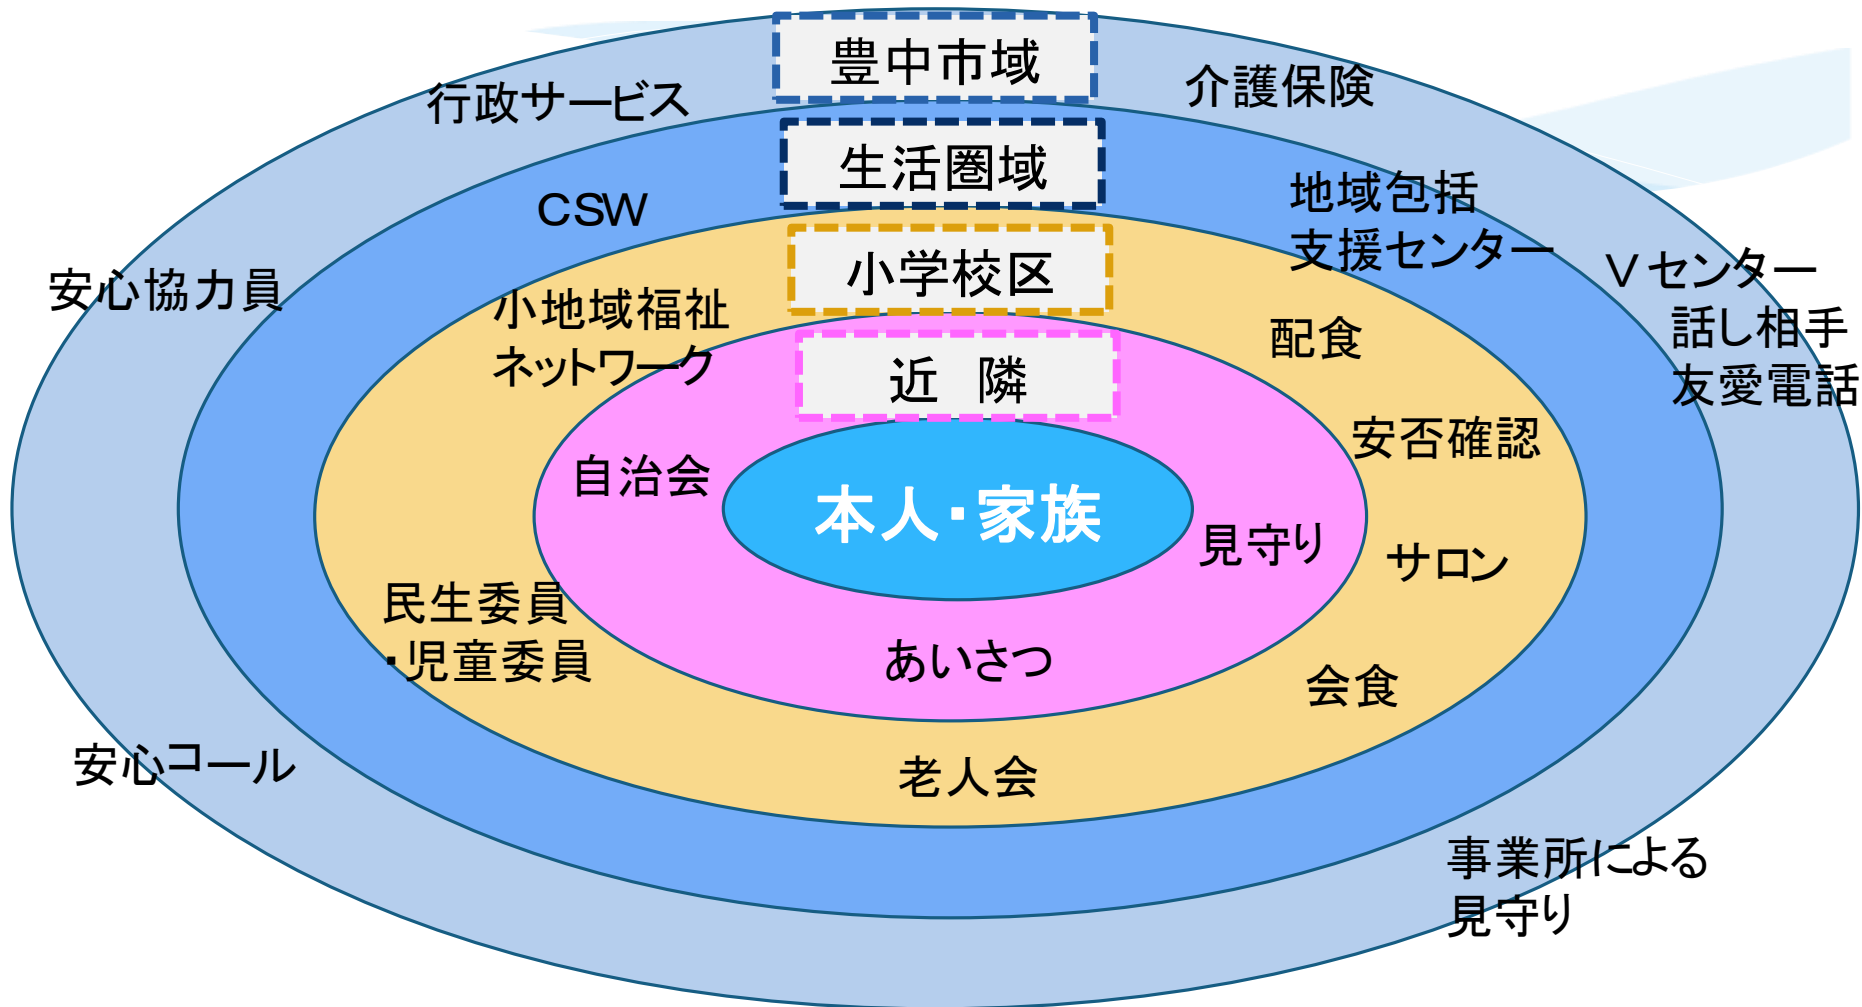 豊中市域
行政サービス
介護保険
生活圏域
CSW
地域包括
支援センター
小学校区
安心協力員
小地域福祉
ネットワーク
Vセンター
話し相手
友愛電話
配食
近　隣
安否確認
自治会
本人・家族
見守り
サロン
民生委員
・児童委員
あいさつ
会食
安心コール
老人会
事業所による
見守り